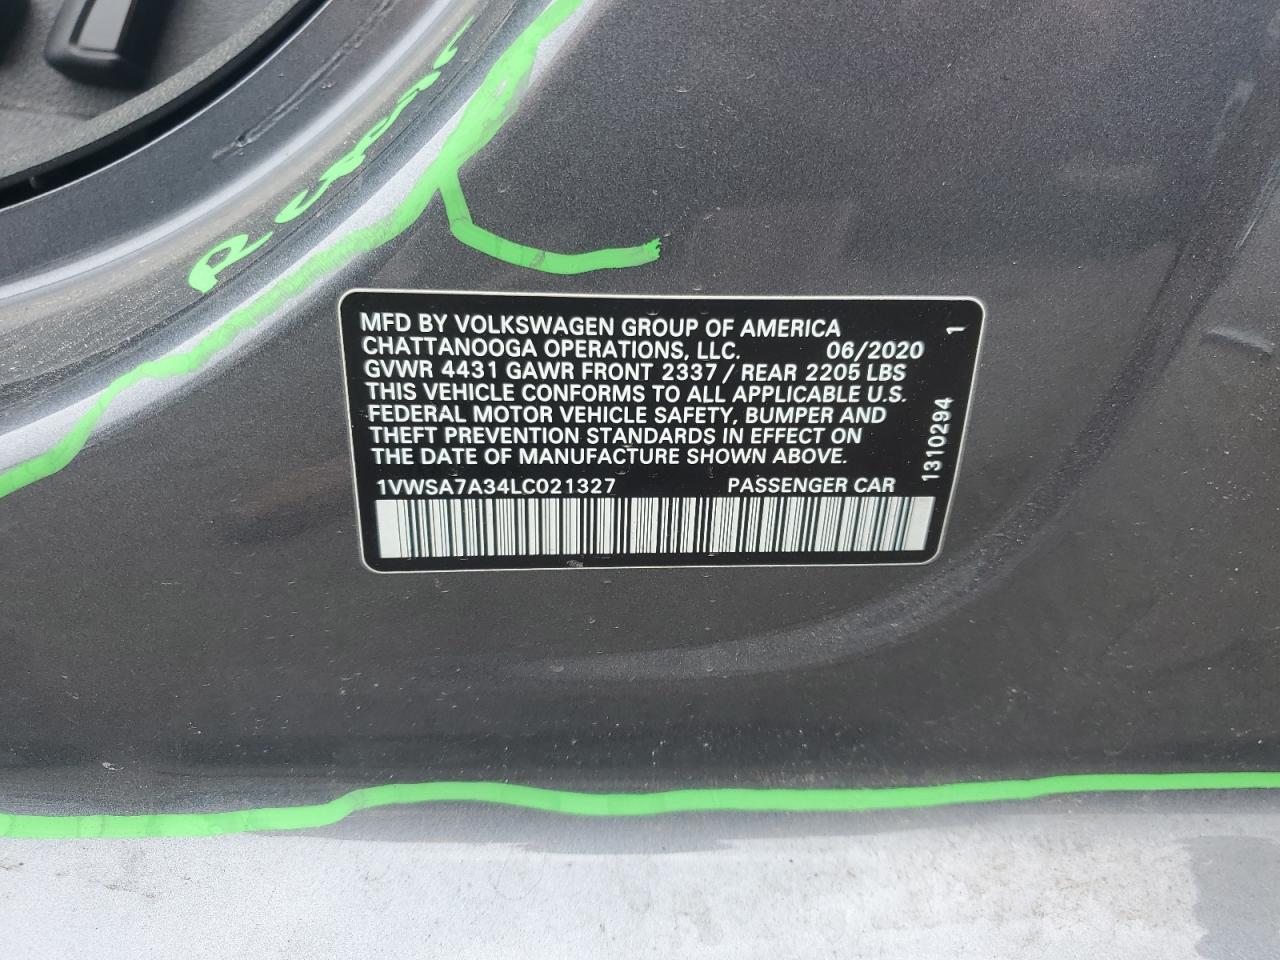 MFD BY VOLKSWAGEN GROUP OF AMERICA
CHATTANOOGA OPERATIONS, LLC. 06/2020
GVWR 4431 GAWR FRONT 2337 / REAR 2205 LBS
THIS VEHICLE CONFORMS TO ALL APPLICABLE U.S.
FEDERAL MOTOR VEHICLE SAFETY, BUMPER AND
THEFT PREVENTION STANDARDS IN EFFECT ON
THE DATE OF MANUFACTURE SHOWN ABOVE.
1VWSA7A34LC021327 PASSENGER CAR
1310294 1